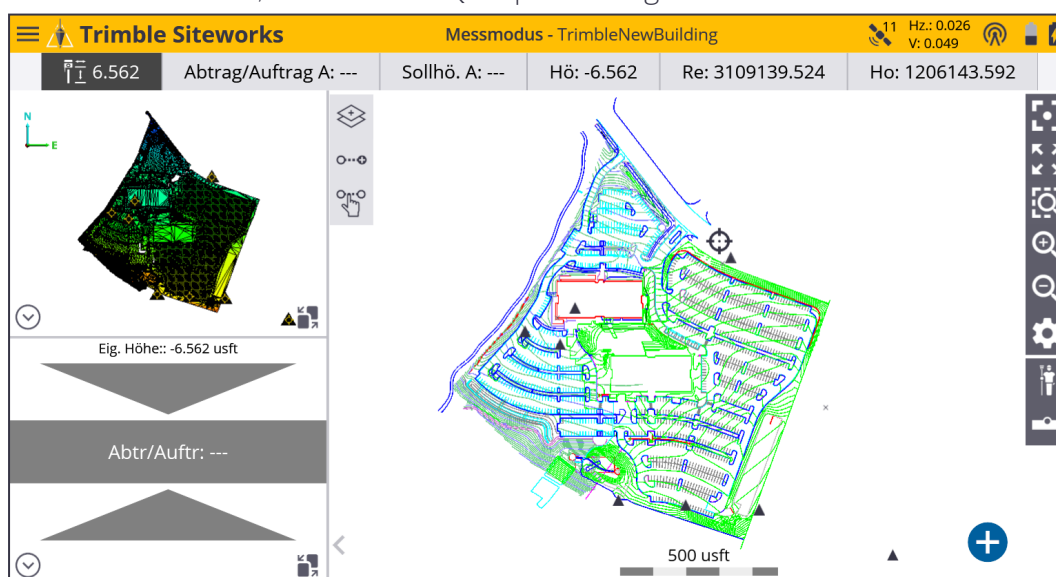 Trimble Siteworks
Messmodus - TrimbleNewBuilding
11
Hz.: 0.026
V: 0.049
6.562
Abtrag/Auftrag A: ---
Sollhö. A: ---
Hö: -6.562
Re: 3109139.524
Ho: 1206143.592
N
E
Eig. Höhe:: -6.562 usft
Abtr/Auftr: ---
500 usft